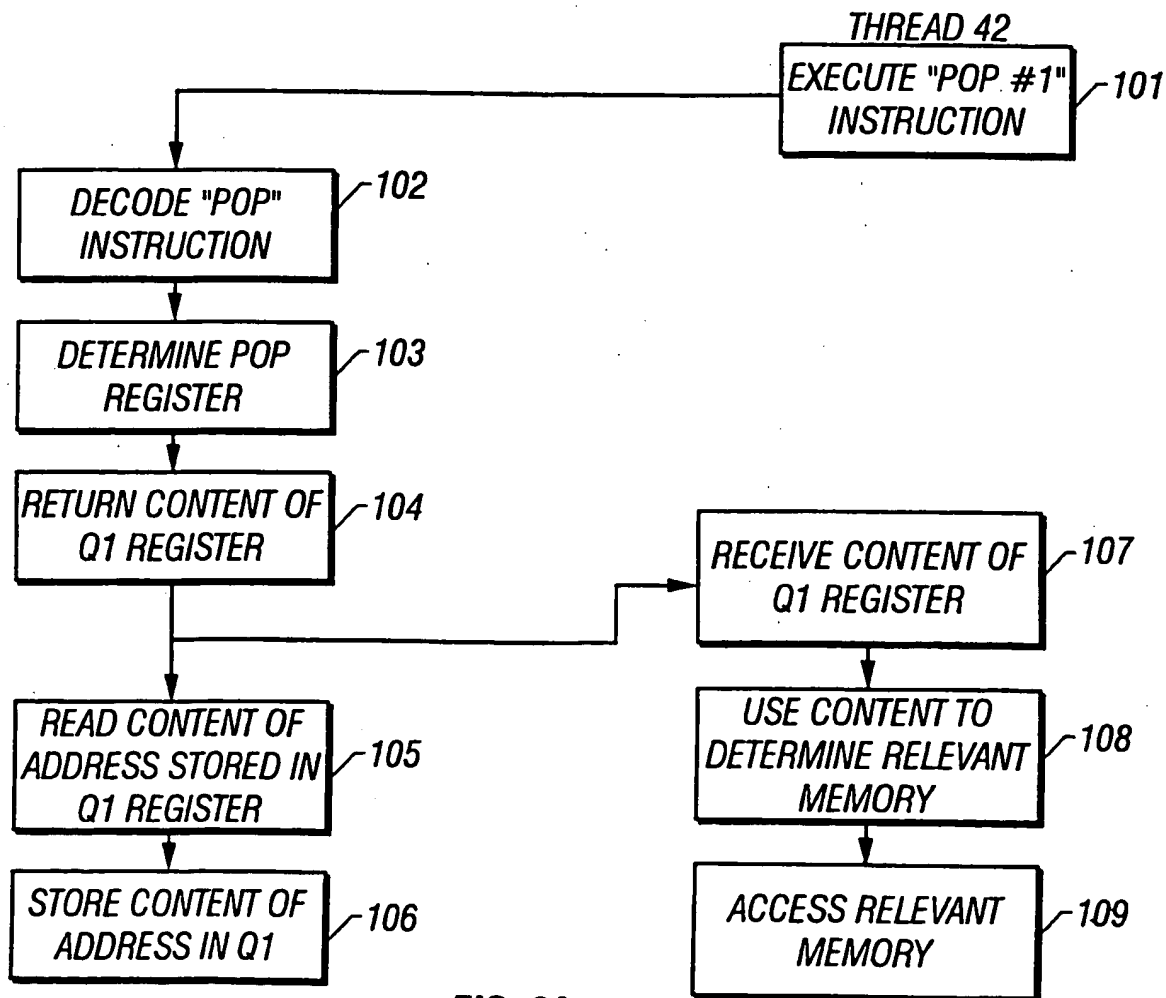 THREAD 42
EXECUTE "POP #1"
INSTRUCTION
101
DECODE "POP"
INSTRUCTION
102
DETERMINE POP
REGISTER
103
RETURN CONTENT OF
Q1 REGISTER
104
READ CONTENT OF
ADDRESS STORED IN
Q1 REGISTER
105
STORE CONTENT OF
ADDRESS IN Q1
106
RECEIVE CONTENT OF
Q1 REGISTER
107
USE CONTENT TO
DETERMINE RELEVANT
MEMORY
108
ACCESS RELEVANT
MEMORY
109